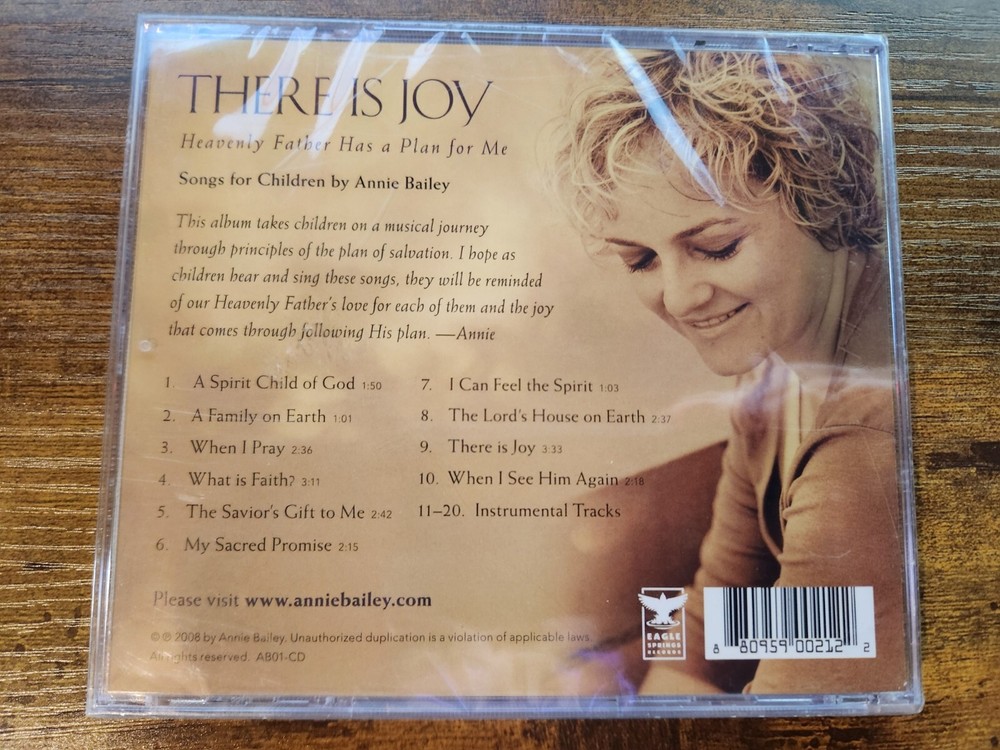 THERE IS JOY
Heavenly Father Has a Plan for Me
Songs for Children by Annie Bailey
This album takes children on a musical journey
through principles of the plan of salvation. I hope as
children hear and sing these songs, they will be reminded
of our Heavenly Father's love for each of them and the joy
that comes through following His plan. —Annie
1. A Spirit Child of God 1:50
2. A Family on Earth 1:01
3. When I Pray 2:36
4. What is Faith? 3:11
5. The Savior's Gift to Me 2:42
6. My Sacred Promise 2:15
7. I Can Feel the Spirit 1:03
8. The Lord's House on Earth 2:37
9. There is Joy 3:33
10. When I See Him Again 2:18
11–20. Instrumental Tracks
Please visit www.anniebailey.com
© ℗ 2008 by Annie Bailey. Unauthorized duplication is a violation of applicable laws.
All rights reserved. AB01-CD
EAGLE
SPRINGS
RECORDS
8 80959 00212 2